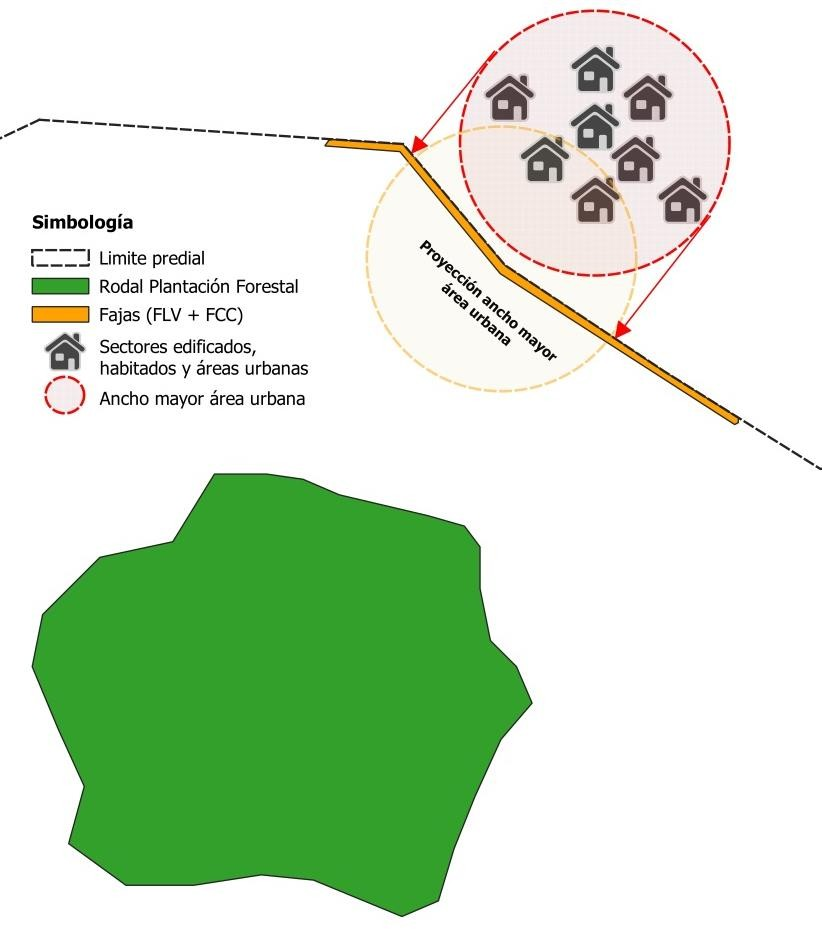 Proyección ancho mayor
área urbana
Simbología
Limite predial
Rodal Plantación Forestal
Fajas (FLV + FCC)
Sectores edificados,
habitados y áreas urbanas
Ancho mayor área urbana